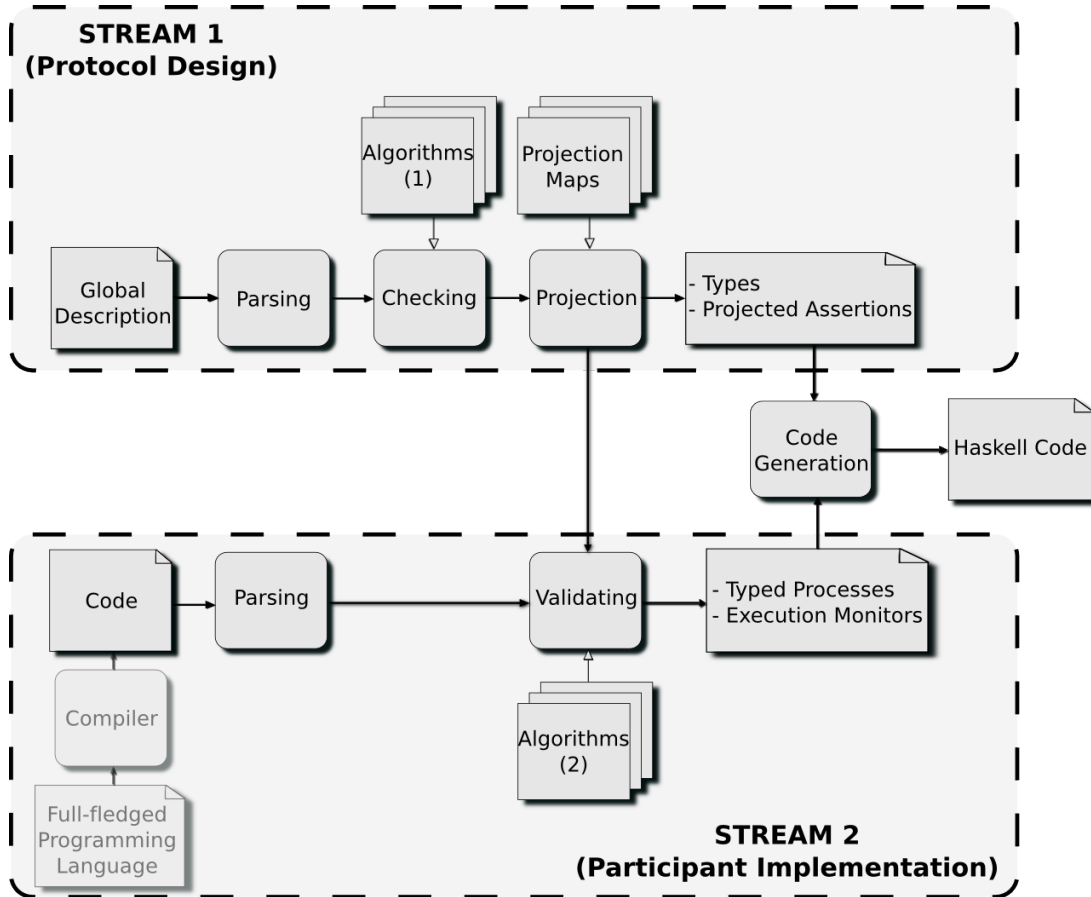 STREAM 1
(Protocol Design)
Algorithms
(1)
Projection
Maps
Global
Description
Parsing
Checking
Projection
- Types
- Projected Assertions
Code
Generation
Haskell Code
Code
Parsing
Validating
- Typed Processes
- Execution Monitors
Compiler
Algorithms
(2)
Full-fledged
Programming
Language
STREAM 2
(Participant Implementation)